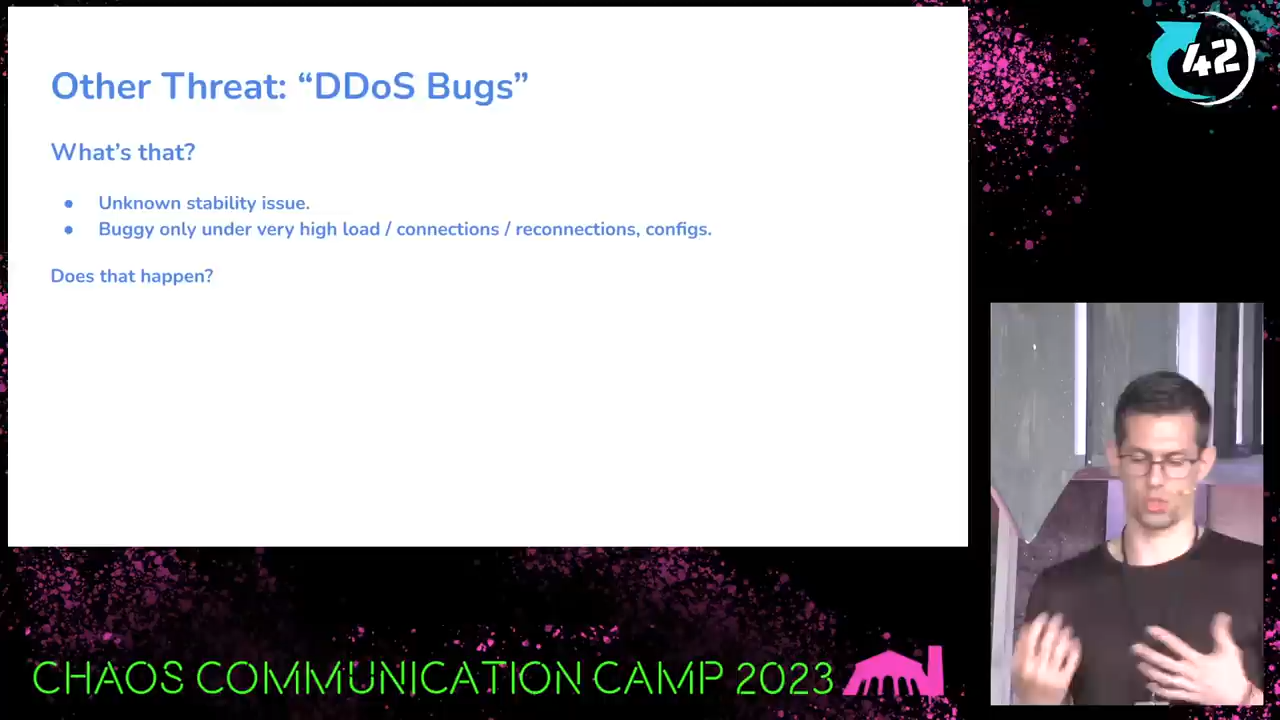 Other Threat: “DDoS Bugs”
42
What’s that?
● Unknown stability issue.
● Buggy only under very high load / connections / reconnections, configs.
Does that happen?
CHAOS COMMUNICATION CAMP 2023